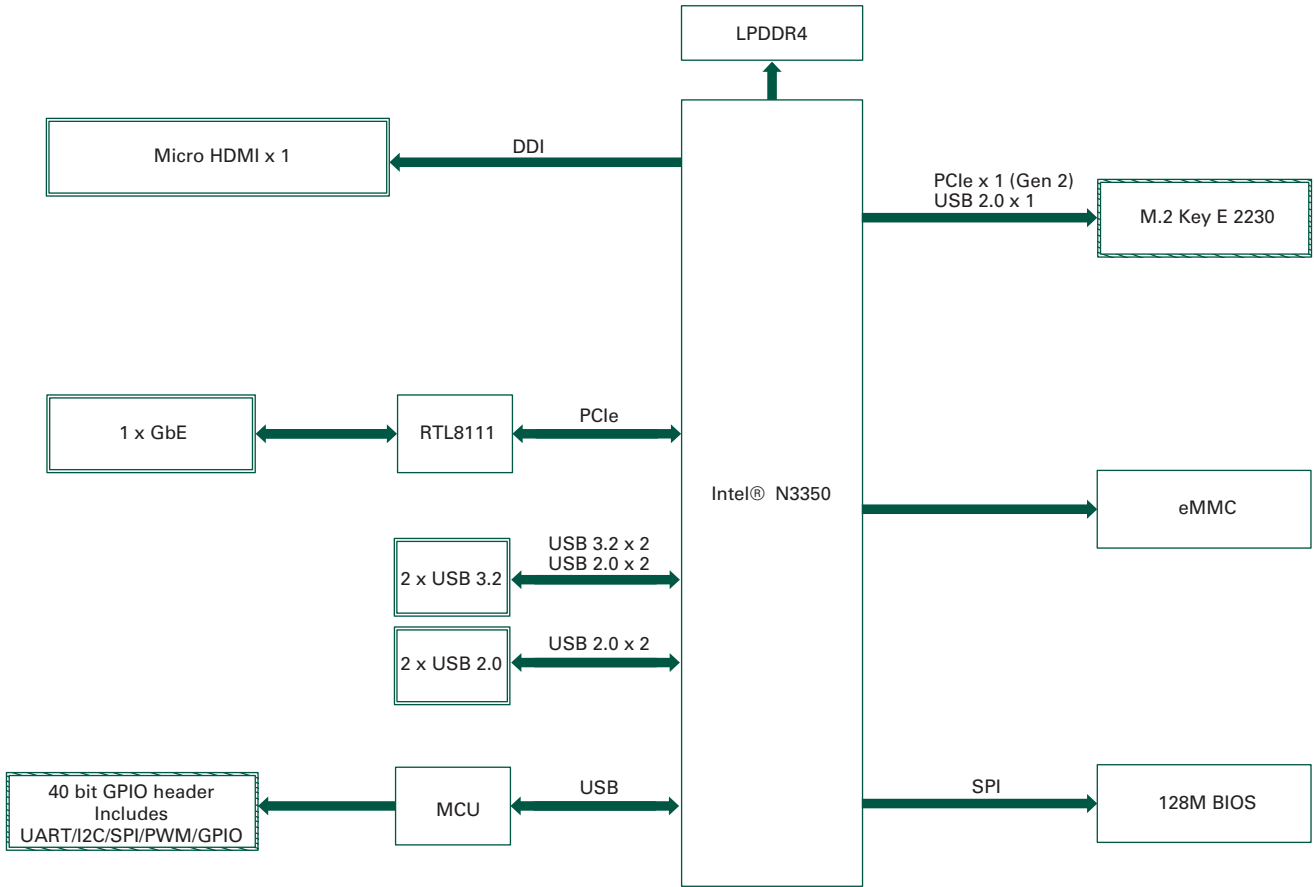 LPDDR4
Micro HDMI x 1
DDI
PCIe x 1 (Gen 2)
USB 2.0 x 1
M.2 Key E 2230
1 x GbE
RTL8111
PCIe
Intel® N3350
eMMC
2 x USB 3.2
USB 3.2 x 2
USB 2.0 x 2
2 x USB 2.0
USB 2.0 x 2
40 bit GPIO header
Includes
UART/I2C/SPI/PWM/GPIO
MCU
USB
SPI
128M BIOS